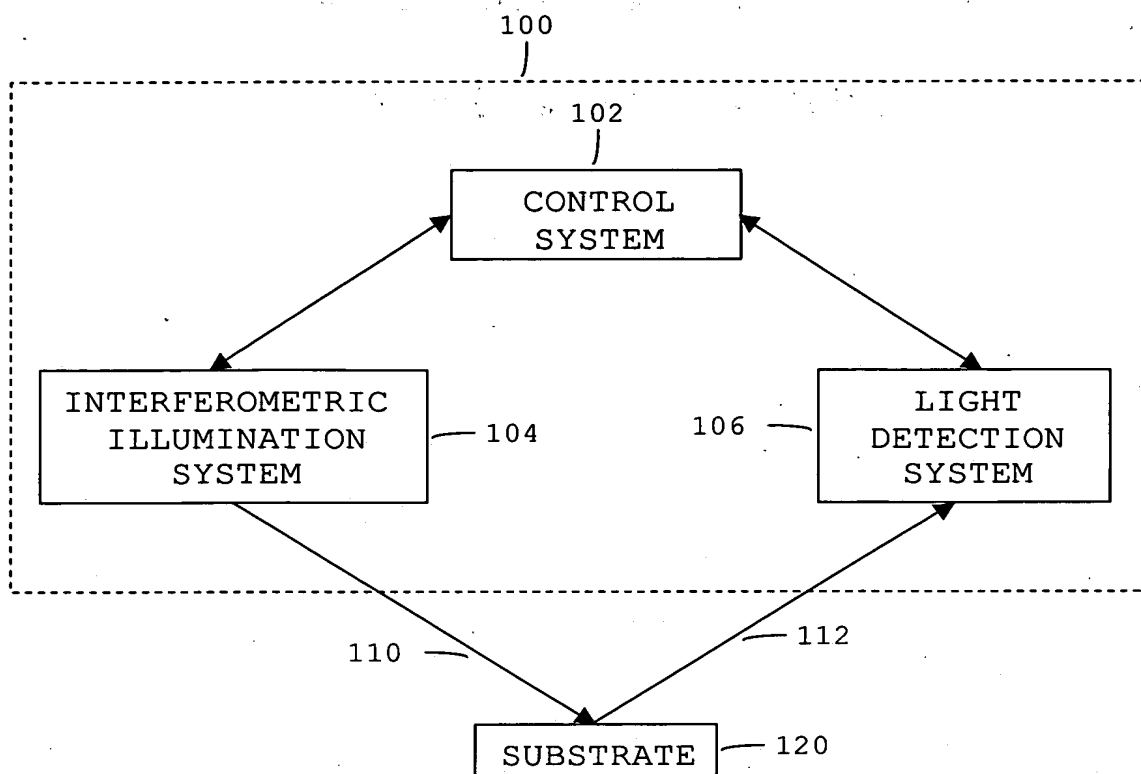 100
102
CONTROL
SYSTEM
INTERFEROMETRIC
ILLUMINATION
SYSTEM
104
106
LIGHT
DETECTION
SYSTEM
110
112
SUBSTRATE
120